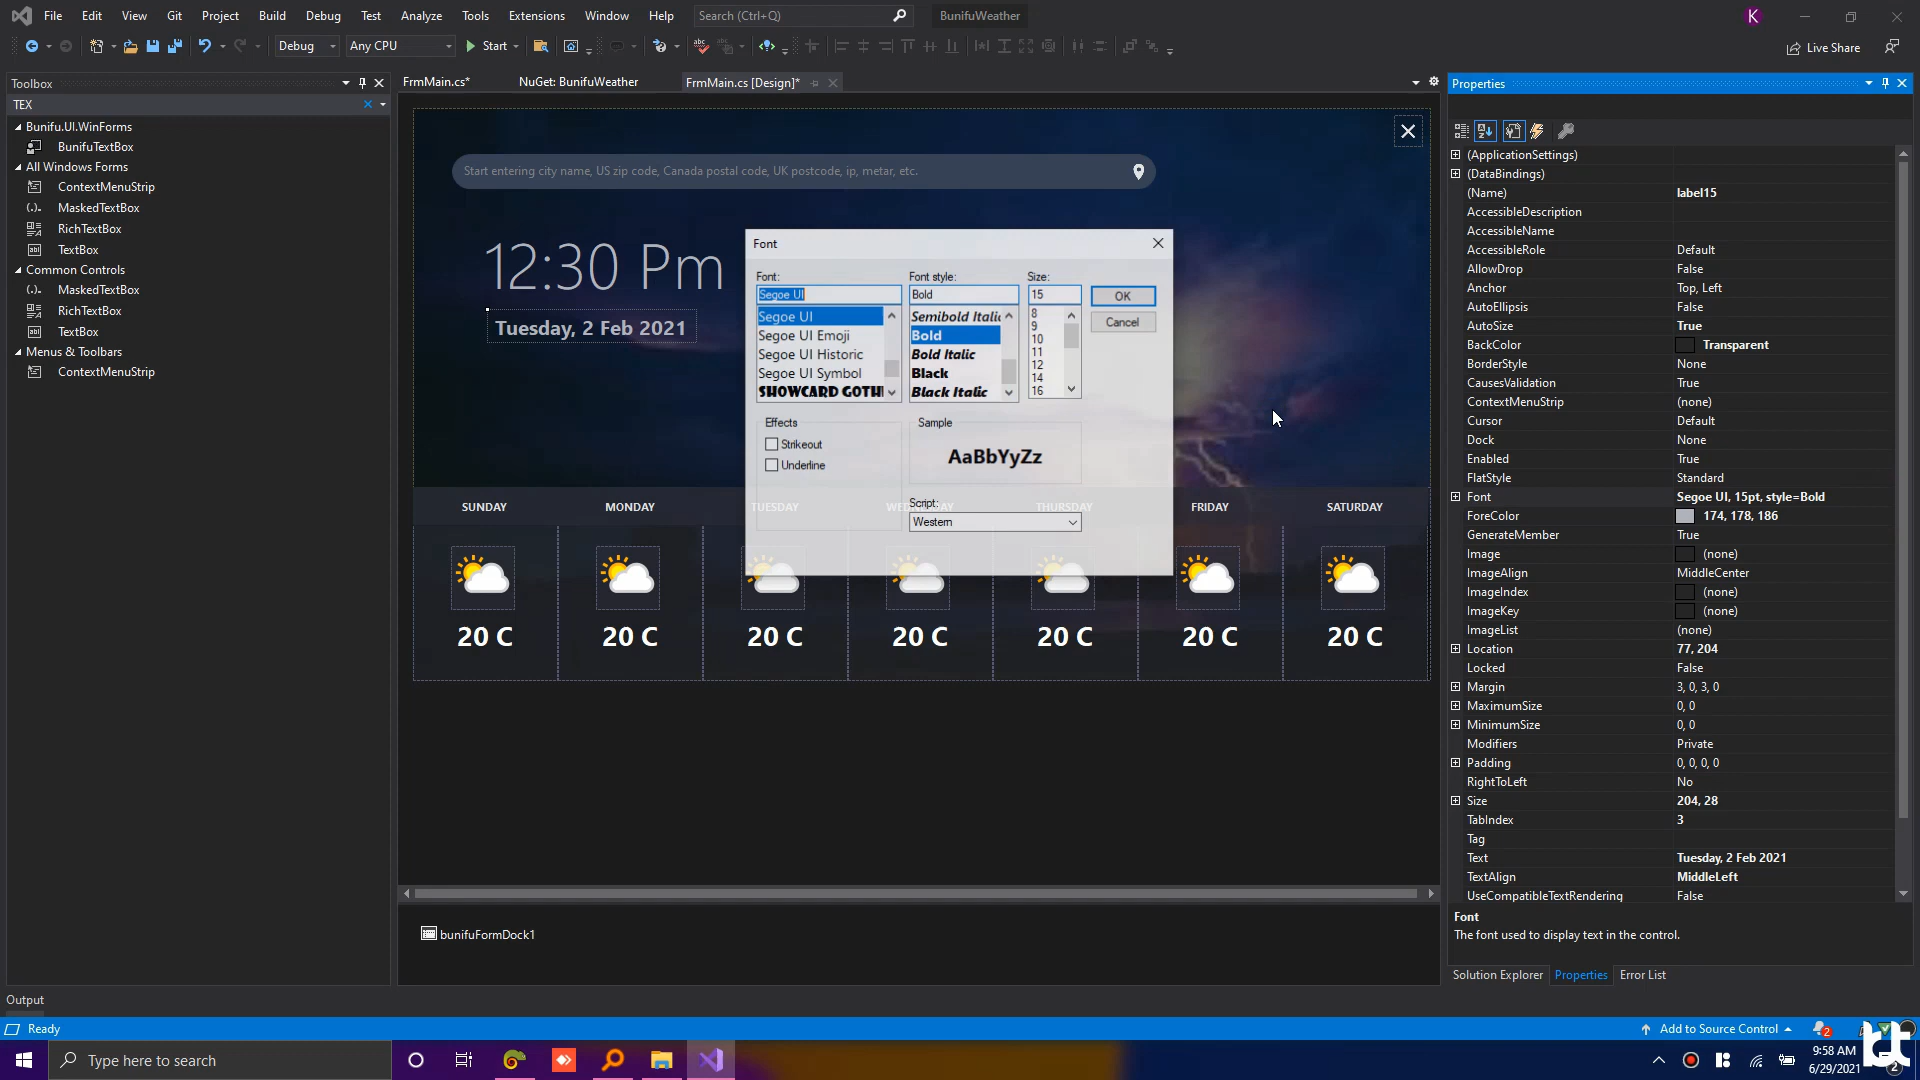 File Edit View Git Project Build Debug Test Analyze Tools Extensions Window Help Search (Ctrl+Q) BunifuWeather K
Debug Any CPU Start Live Share
Toolbox
TEX
Bunifu.UI.WinForms
BunifuTextBox
All Windows Forms
ContextMenuStrip
MaskedTextBox
RichTextBox
TextBox
Common Controls
MaskedTextBox
RichTextBox
TextBox
Menus & Toolbars
ContextMenuStrip
FrmMain.cs* NuGet: BunifuWeather FrmMain.cs [Design]*
Start entering city name, US zip code, Canada postal code, UK postcode, ip, metar, etc.
12:30 Pm
Tuesday, 2 Feb 2021
Font
Font: Font style: Size:
Segoe UI Bold 15 OK
Segoe UI Semibold Italic 8
Segoe UI Emoji Bold 9 Cancel
Segoe UI Historic Bold Italic 10
Segoe UI Symbol Black 11
SHOWCARD GOTHI Black Italic 12
14
16
Effects Sample
Strikeout AaBbYyZz
Underline
Script:
Western
SUNDAY MONDAY TUESDAY WEDNESDAY THURSDAY FRIDAY SATURDAY
20 C 20 C 20 C 20 C 20 C 20 C 20 C
bunifuFormDock1
Properties
(ApplicationSettings)
(DataBindings)
(Name) label15
AccessibleDescription
AccessibleName
AccessibleRole Default
AllowDrop False
Anchor Top, Left
AutoEllipsis False
AutoSize True
BackColor Transparent
BorderStyle None
CausesValidation True
ContextMenuStrip (none)
Cursor Default
Dock None
Enabled True
FlatStyle Standard
Font Segoe UI, 15pt, style=Bold
ForeColor 174, 178, 186
GenerateMember True
Image (none)
ImageAlign MiddleCenter
ImageIndex (none)
ImageKey (none)
ImageList (none)
Location 77, 204
Locked False
Margin 3, 0, 3, 0
MaximumSize 0, 0
MinimumSize 0, 0
Modifiers Private
Padding 0, 0, 0, 0
RightToLeft No
Size 204, 28
TabIndex 3
Tag
Text Tuesday, 2 Feb 2021
TextAlign MiddleLeft
UseCompatibleTextRendering False
Font
The font used to display text in the control.
Solution Explorer Properties Error List
Output
Ready Add to Source Control 2
Type here to search 9:58 AM
6/29/2021 2